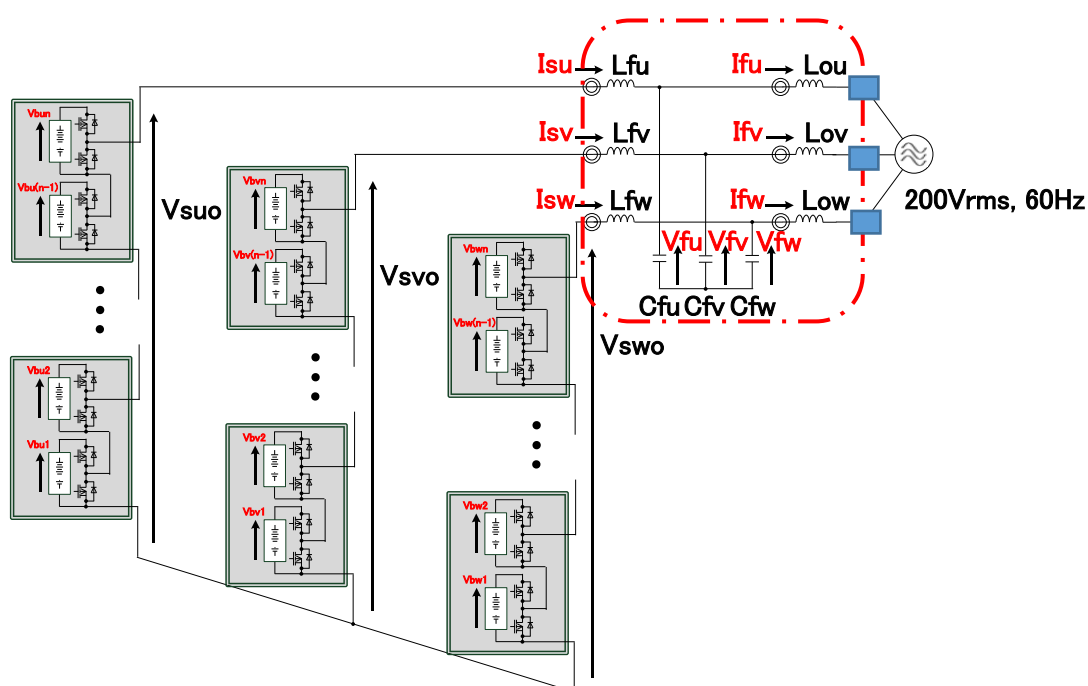 Isu
Lfu
Ifu
Lou
Isv
Lfv
Ifv
Lov
Isw
Lfw
Ifw
Low
200Vrms, 60Hz
Vfu
Vfv
Vfw
Cfu
Cfv
Cfw
Vbun
Vbu(n-1)
Vsuo
Vbu2
Vbu1
Vbvn
Vbv(n-1)
Vsvo
Vbv2
Vbv1
Vbwn
Vbw(n-1)
Vswo
Vbw2
Vbw1